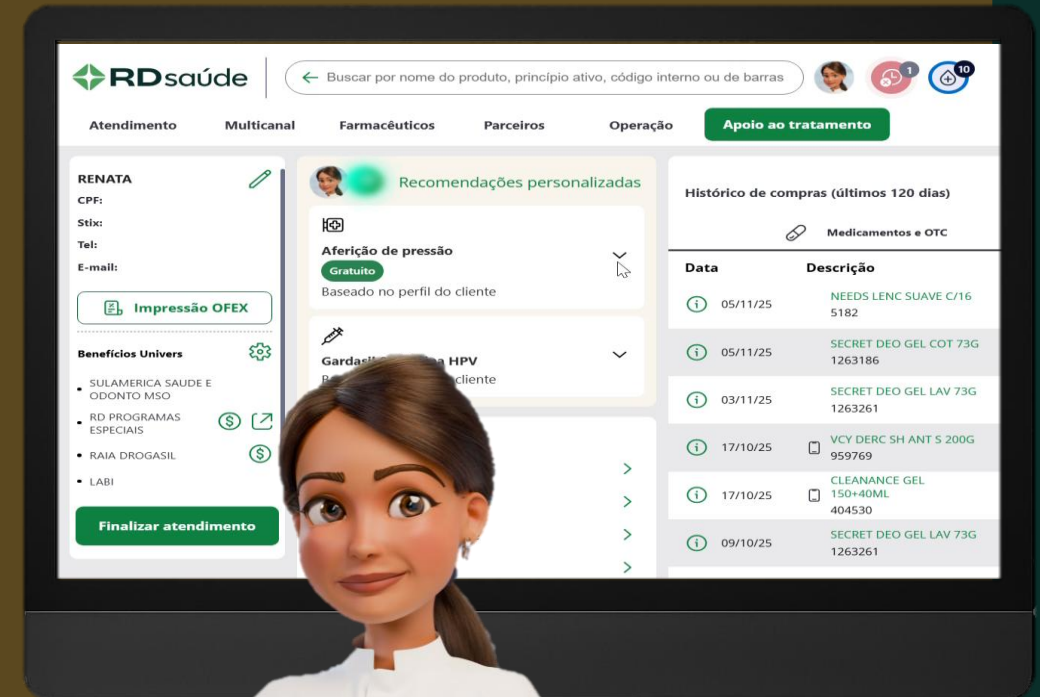 RDsaúde
Buscar por nome do produto, princípio ativo, código interno ou de barras
1
10
Atendimento Multicanal Farmacêuticos Parceiros Operação Apoio ao tratamento
RENATA
CPF:
Stix:
Tel:
E-mail:
Impressão OFEX
Benefícios Univers
SULAMERICA SAUDE E
ODONTO MSO
RD PROGRAMAS
ESPECIAIS
RAIA DROGASIL
LABI
Finalizar atendimento
Recomendações personalizadas
Aferição de pressão
Gratuito
Baseado no perfil do cliente
HPV
cliente
Histórico de compras (últimos 120 dias)
Medicamentos e OTC
Data Descrição
05/11/25 NEEDS LENC SUAVE C/16
5182
05/11/25 SECRET DEO GEL COT 73G
1263186
03/11/25 SECRET DEO GEL LAV 73G
1263261
17/10/25 VCY DERC SH ANT S 200G
959769
17/10/25 CLEANANCE GEL
150+40ML
404530
09/10/25 SECRET DEO GEL LAV 73G
1263261